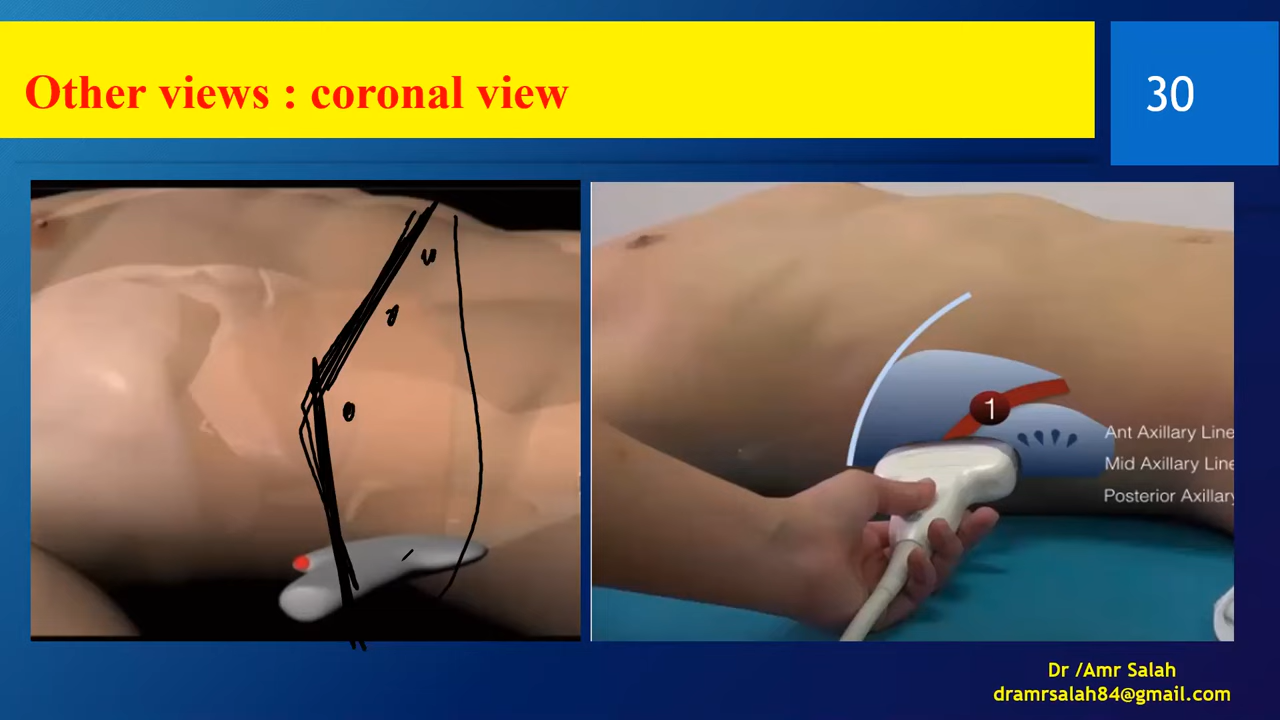 Other views : coronal view
30
1
Ant Axillary Line
Mid Axillary Line
Posterior Axillary
Dr /Amr Salah
dramrsalah84@gmail.com